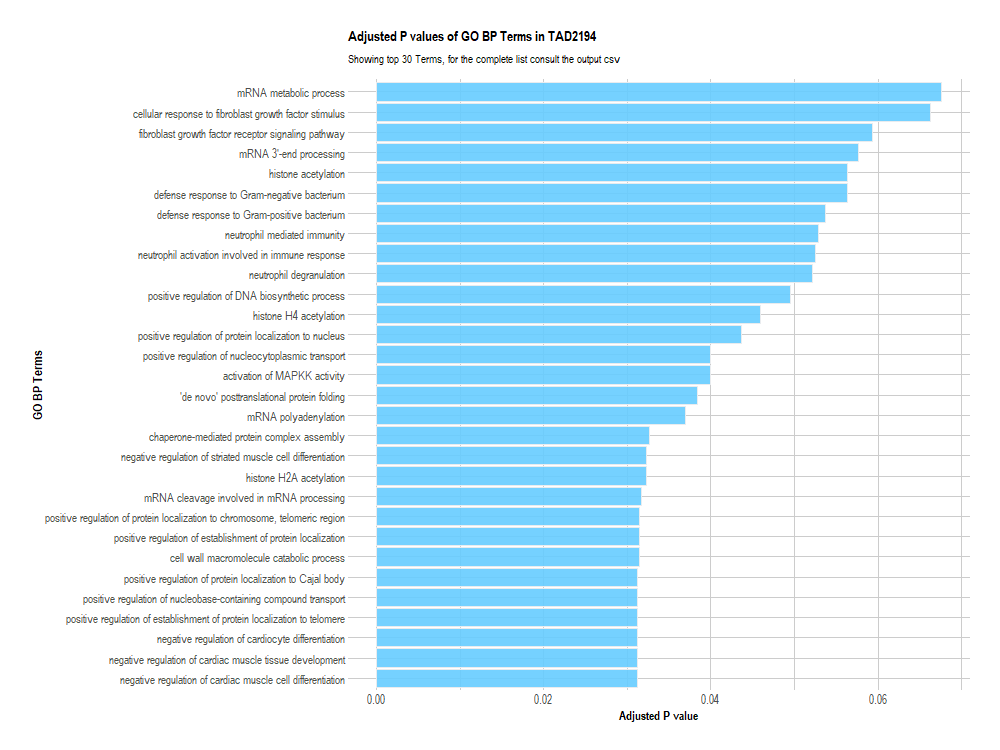 Adjusted P values of GO BP Terms in TAD2194
Showing top 30 Terms, for the complete list consult the output csv
GO BP Terms
mRNA metabolic process
cellular response to fibroblast growth factor stimulus
fibroblast growth factor receptor signaling pathway
mRNA 3'-end processing
histone acetylation
defense response to Gram-negative bacterium
defense response to Gram-positive bacterium
neutrophil mediated immunity
neutrophil activation involved in immune response
neutrophil degranulation
positive regulation of DNA biosynthetic process
histone H4 acetylation
positive regulation of protein localization to nucleus
positive regulation of nucleocytoplasmic transport
activation of MAPKK activity
'de novo' posttranslational protein folding
mRNA polyadenylation
chaperone-mediated protein complex assembly
negative regulation of striated muscle cell differentiation
histone H2A acetylation
mRNA cleavage involved in mRNA processing
positive regulation of protein localization to chromosome, telomeric region
positive regulation of establishment of protein localization
cell wall macromolecule catabolic process
positive regulation of protein localization to Cajal body
positive regulation of nucleobase-containing compound transport
positive regulation of establishment of protein localization to telomere
negative regulation of cardiocyte differentiation
negative regulation of cardiac muscle tissue development
negative regulation of cardiac muscle cell differentiation
0.00 0.02 0.04 0.06
Adjusted P value